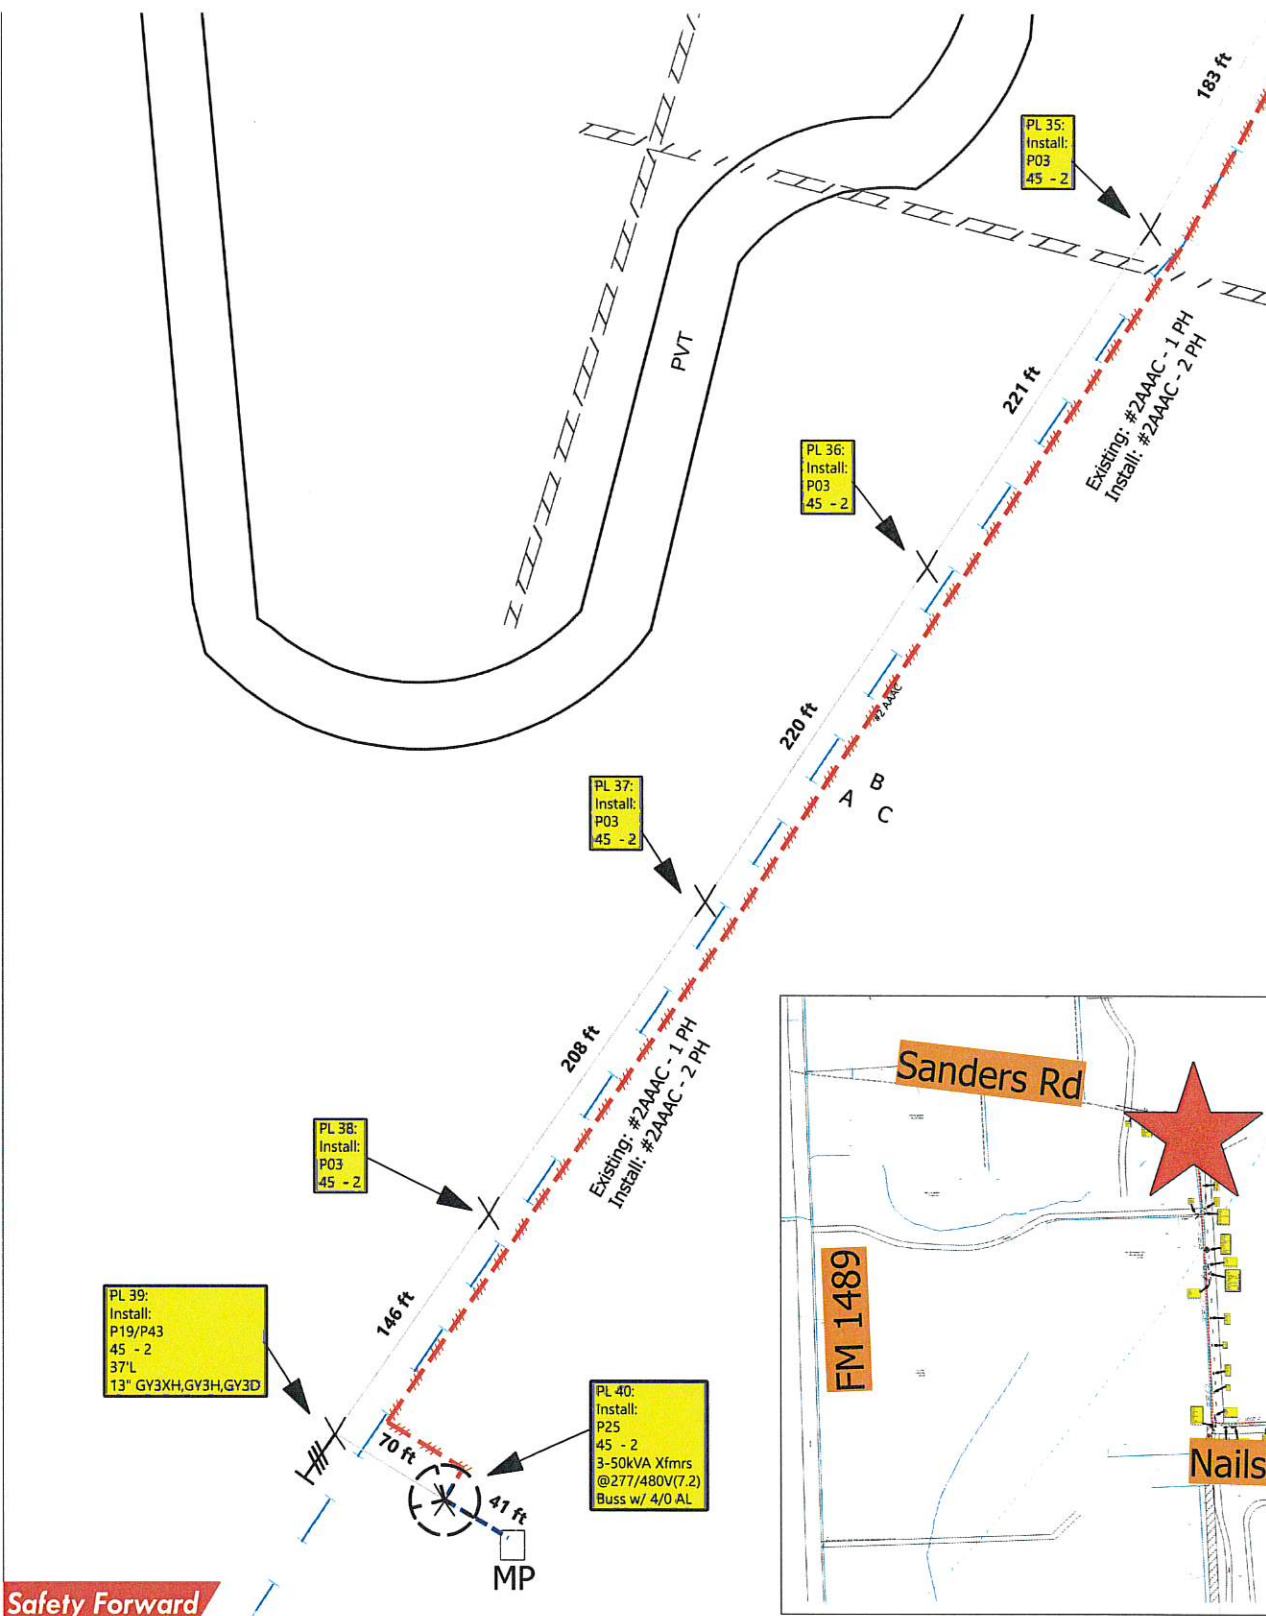 183 ft
PL 35:
Install:
P03
45 - 2
PVT
221 ft
Existing: #2AAAC - 1 PH
Install: #2AAAC - 2 PH
PL 36:
Install:
P03
45 - 2
#2 AAAC
220 ft
B
A
C
PL 37:
Install:
P03
45 - 2
208 ft
Existing: #2AAAC - 1 PH
Install: #2AAAC - 2 PH
PL 38:
Install:
P03
45 - 2
146 ft
PL 39:
Install:
P19/P43
45 - 2
37'L
13" GY3XH,GY3H,GY3D
70 ft
PL 40:
Install:
P25
45 - 2
3-50kVA Xfmrs
@277/480V(7.2)
Buss w/ 4/0 AL
41 ft
MP
Sanders Rd
FM 1489
Nails
Safety Forward